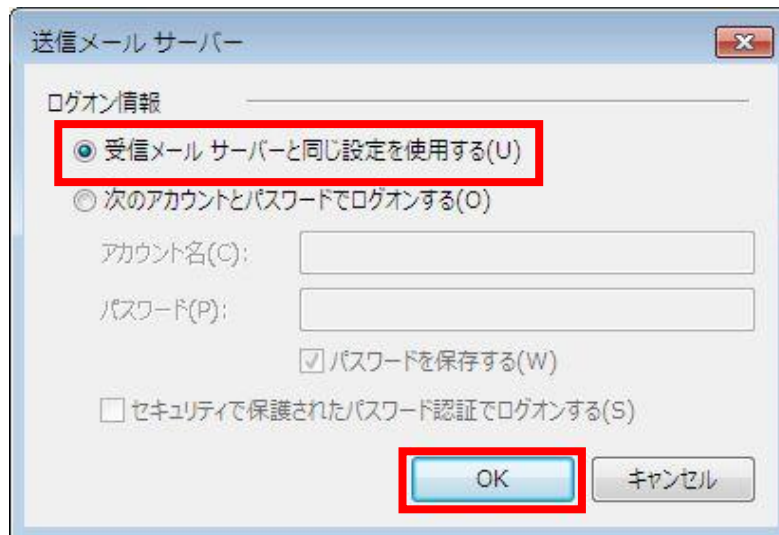 送信メール サーバー
ログオン情報
受信メール サーバーと同じ設定を使用する(U)
次のアカウントとパスワードでログオンする(O)
アカウント名(C):
パスワード(P):
パスワードを保存する(W)
セキュリティで保護されたパスワード認証でログオンする(S)
OK キャンセル